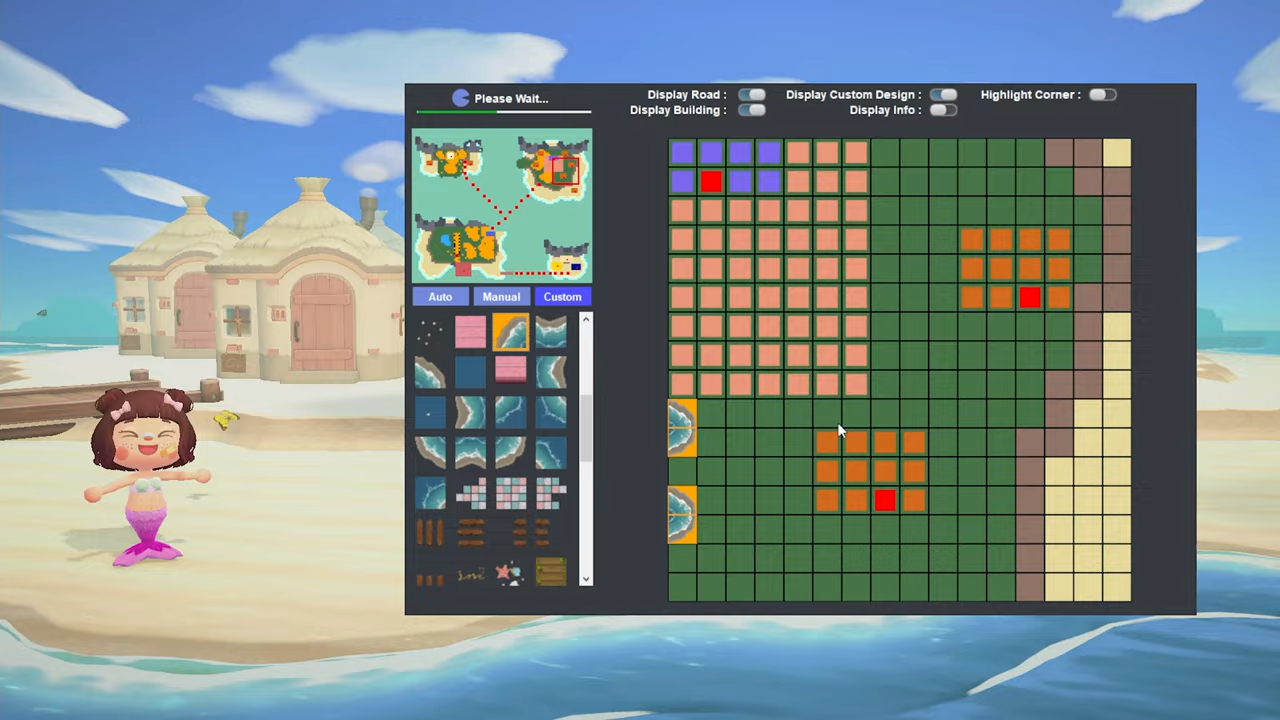 Please Wait...
Display Road :
Display Custom Design :
Highlight Corner :
Display Building :
Display Info :
Auto
Manual
Custom